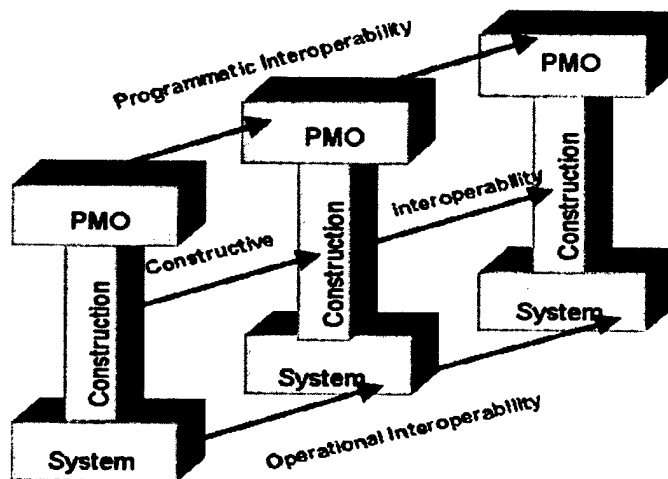 Programmatic Interoperability
PMO
PMO
PMO
Constructive
interoperability
Construction
Construction
Construction
System
System
System
Operational Interoperability